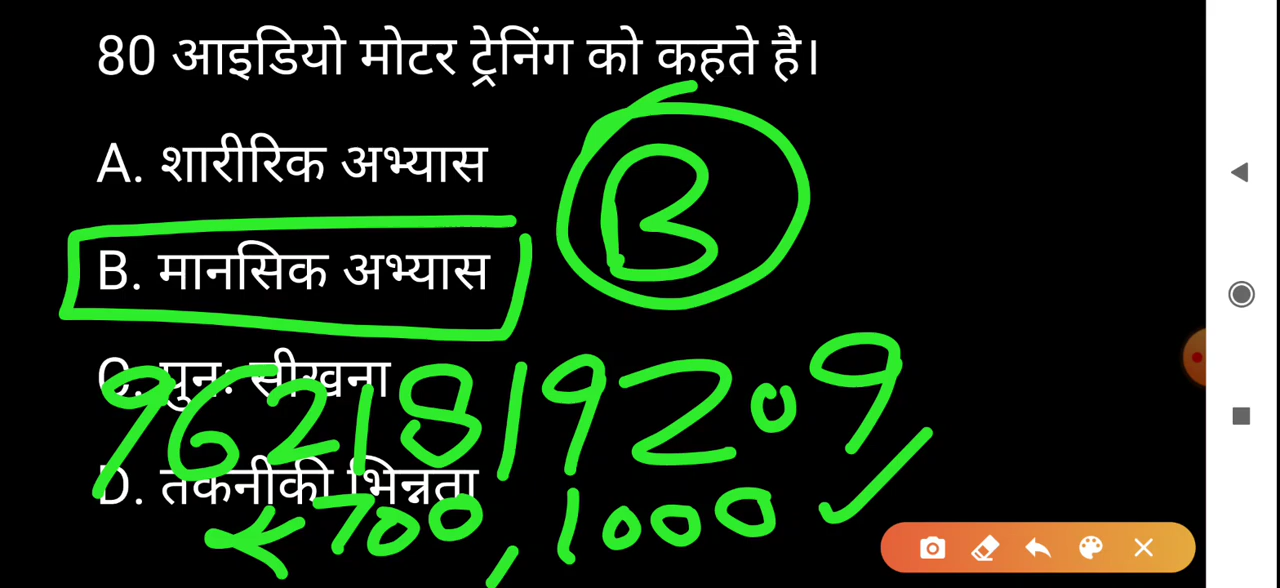 80 आइडियो मोटर ट्रेनिंग को कहते है।
A. शारीरिक अभ्यास
B
B. मानसिक अभ्यास
C. पुनः सीखना
9621819209,
D. तकनीकी भिन्नता
700, 1000